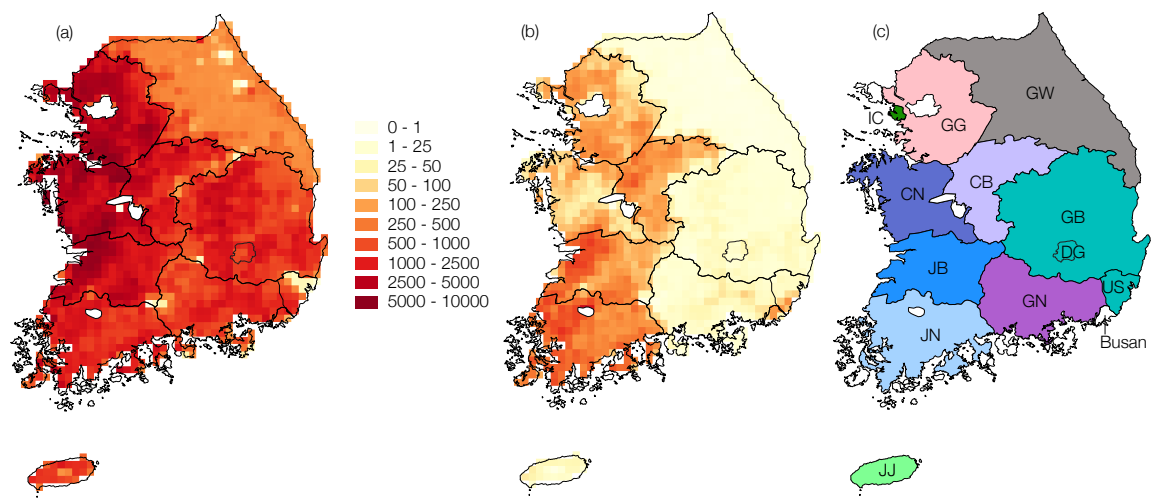 (a)
(b)
(c)
0 - 1
1 - 25
25 - 50
50 - 100
100 - 250
250 - 500
500 - 1000
1000 - 2500
2500 - 5000
5000 - 10000
GW
IC
GG
CB
CN
GB
DG
JB
US
GN
JN
Busan
JJ